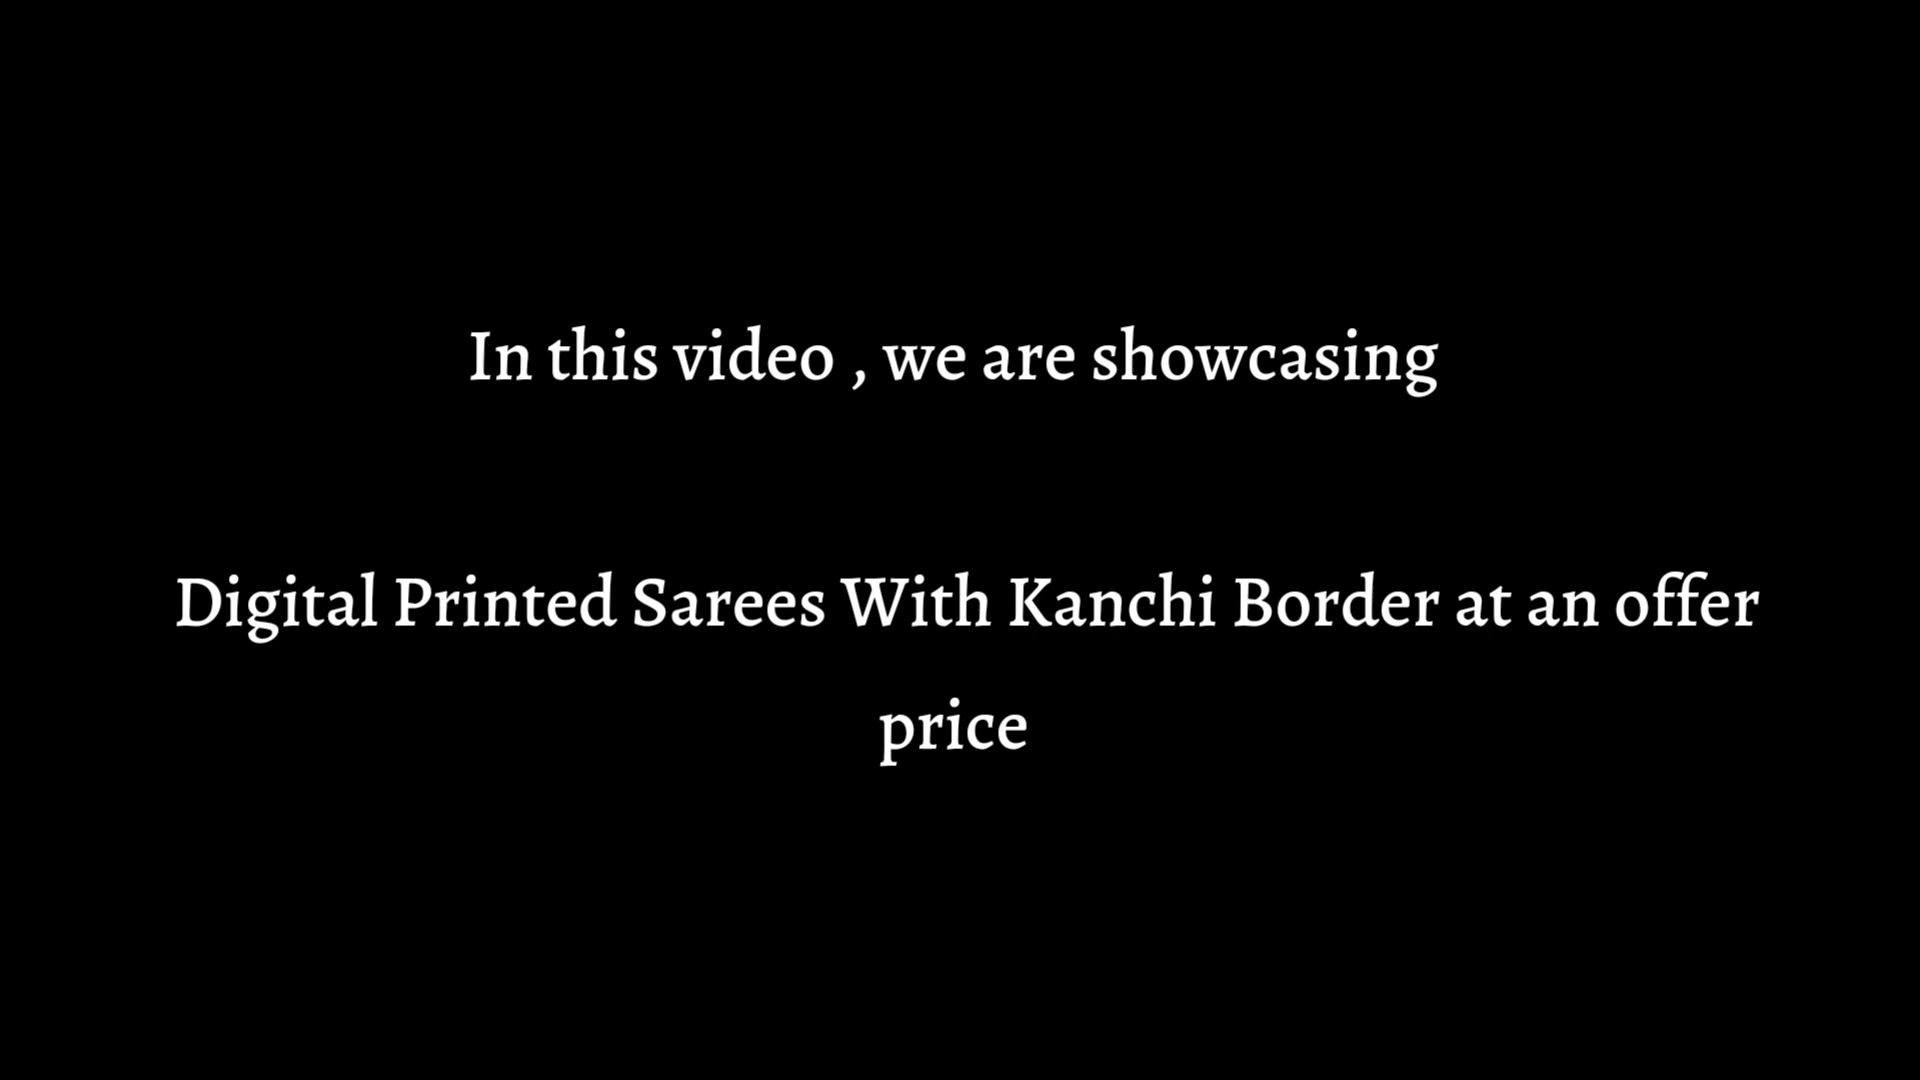 In this video , we are showcasing
Digital Printed Sarees With Kanchi Border at an offer
price